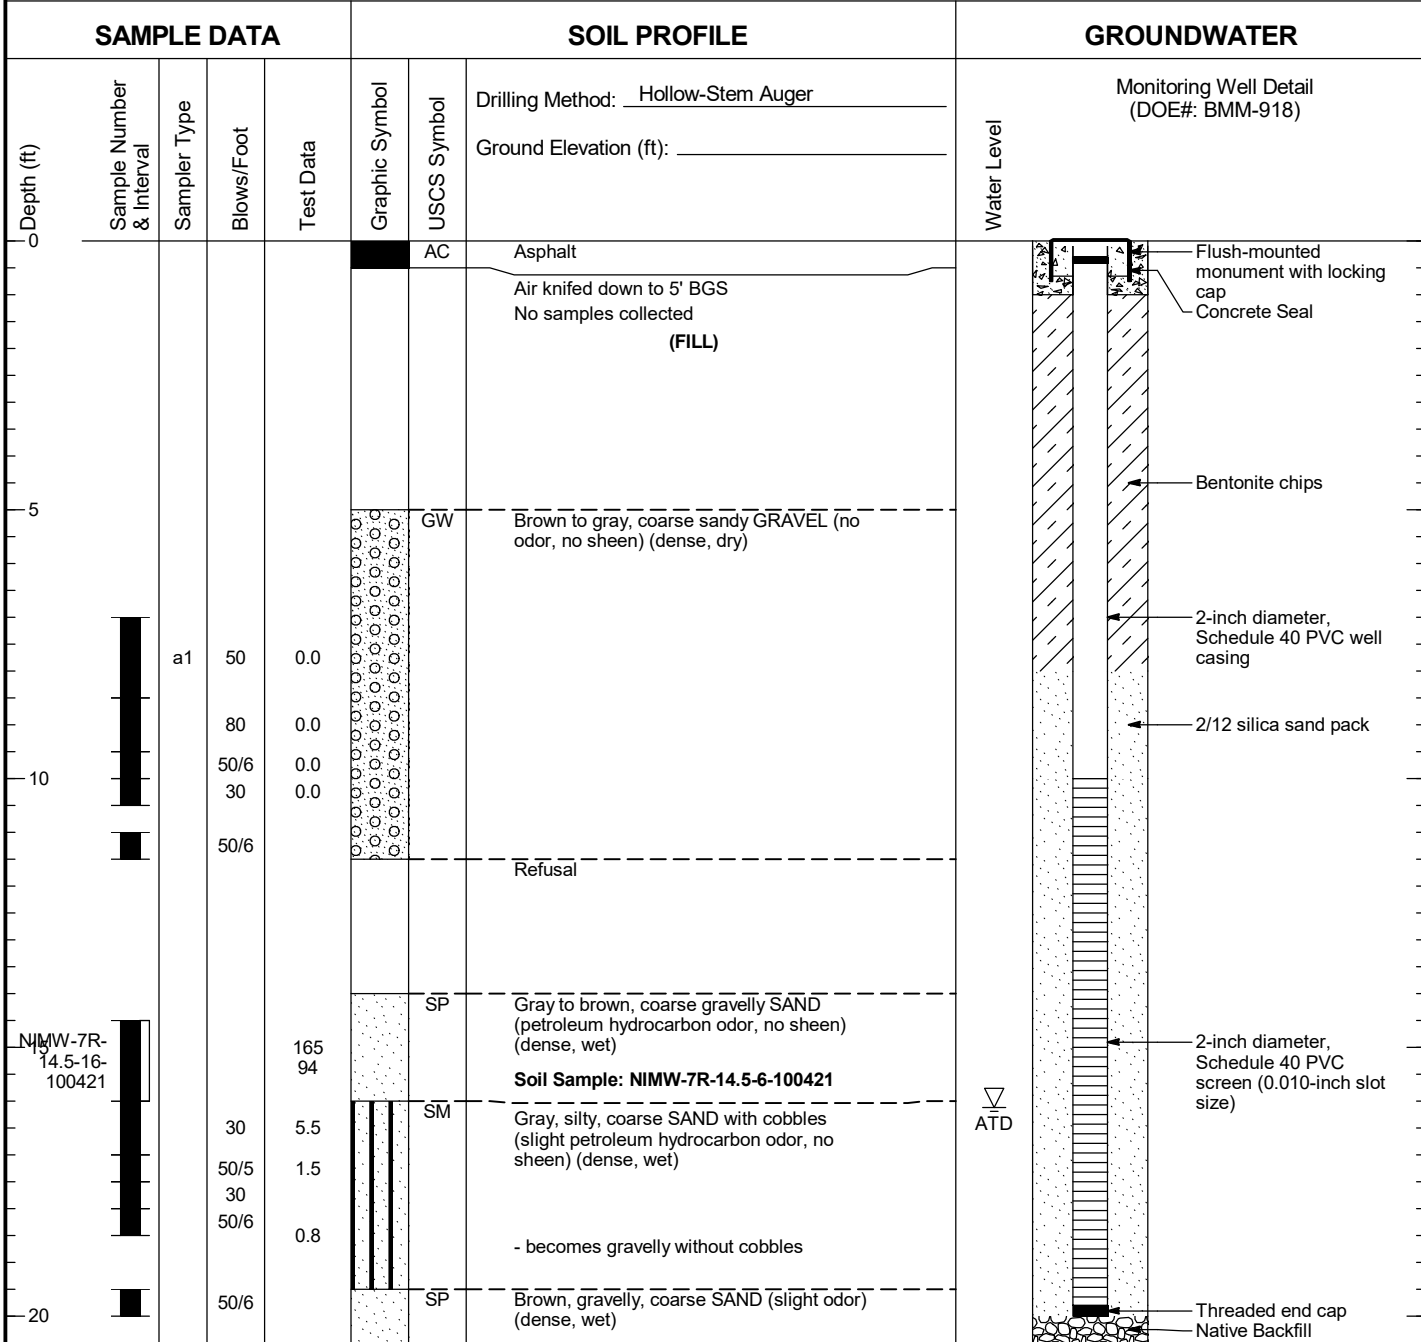 SAMPLE DATA
SOIL PROFILE
GROUNDWATER
Depth (ft)
Sample Number
& Interval
Sampler Type
Blows/Foot
Test Data
Graphic Symbol
USCS Symbol
Drilling Method: Hollow-Stem Auger
Ground Elevation (ft):
Water Level
Monitoring Well Detail
(DOE#: BMM-918)
0
AC
Asphalt
Air knifed down to 5' BGS
No samples collected
(FILL)
Flush-mounted
monument with locking
cap
Concrete Seal
Bentonite chips
5
GW
Brown to gray, coarse sandy GRAVEL (no
odor, no sheen) (dense, dry)
2-inch diameter,
Schedule 40 PVC well
casing
a1
50
0.0
80
0.0
2/12 silica sand pack
50/6
0.0
10
30
0.0
50/6
Refusal
SP
Gray to brown, coarse gravelly SAND
(petroleum hydrocarbon odor, no sheen)
(dense, wet)
Soil Sample: NIMW-7R-14.5-6-100421
NIMW-7R-
14.5-16-
100421
15
165
94
2-inch diameter,
Schedule 40 PVC
screen (0.010-inch slot
size)
ATD
SM
Gray, silty, coarse SAND with cobbles
(slight petroleum hydrocarbon odor, no
sheen) (dense, wet)
30
5.5
50/5
1.5
30
50/6
0.8
- becomes gravelly without cobbles
SP
Brown, gravelly, coarse SAND (slight odor)
(dense, wet)
50/6
20
Threaded end cap
Native Backfill